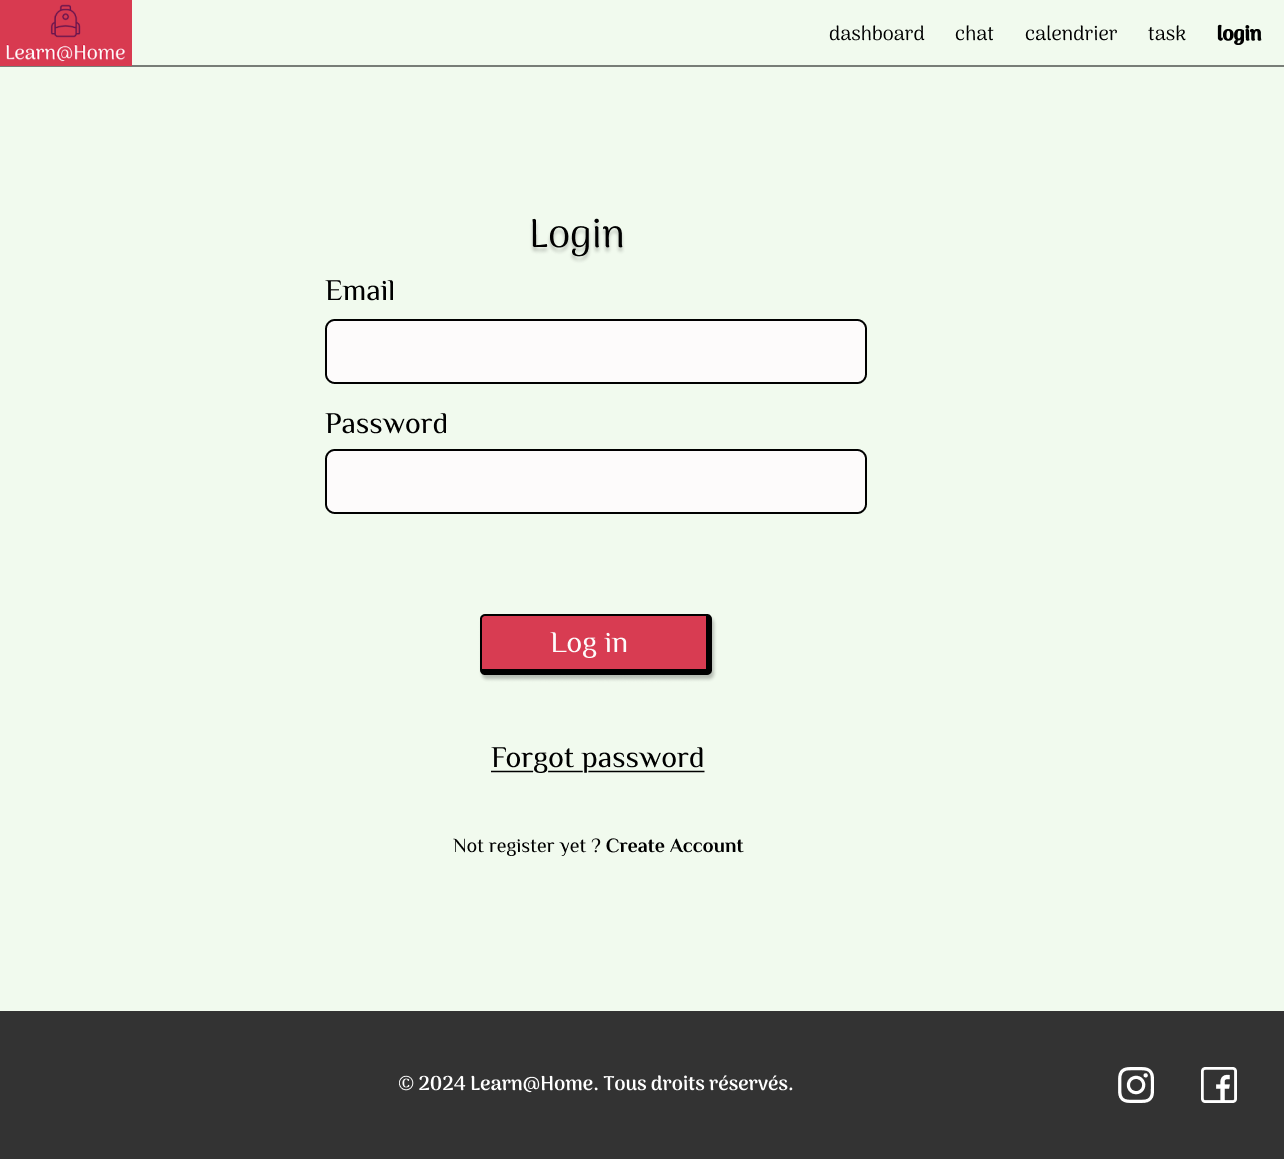 Learn@Home
dashboard chat calendrier task login
Login
Email
Password
Log in
Forgot password
Not register yet ? Create Account
© 2024 Learn@Home. Tous droits réservés.